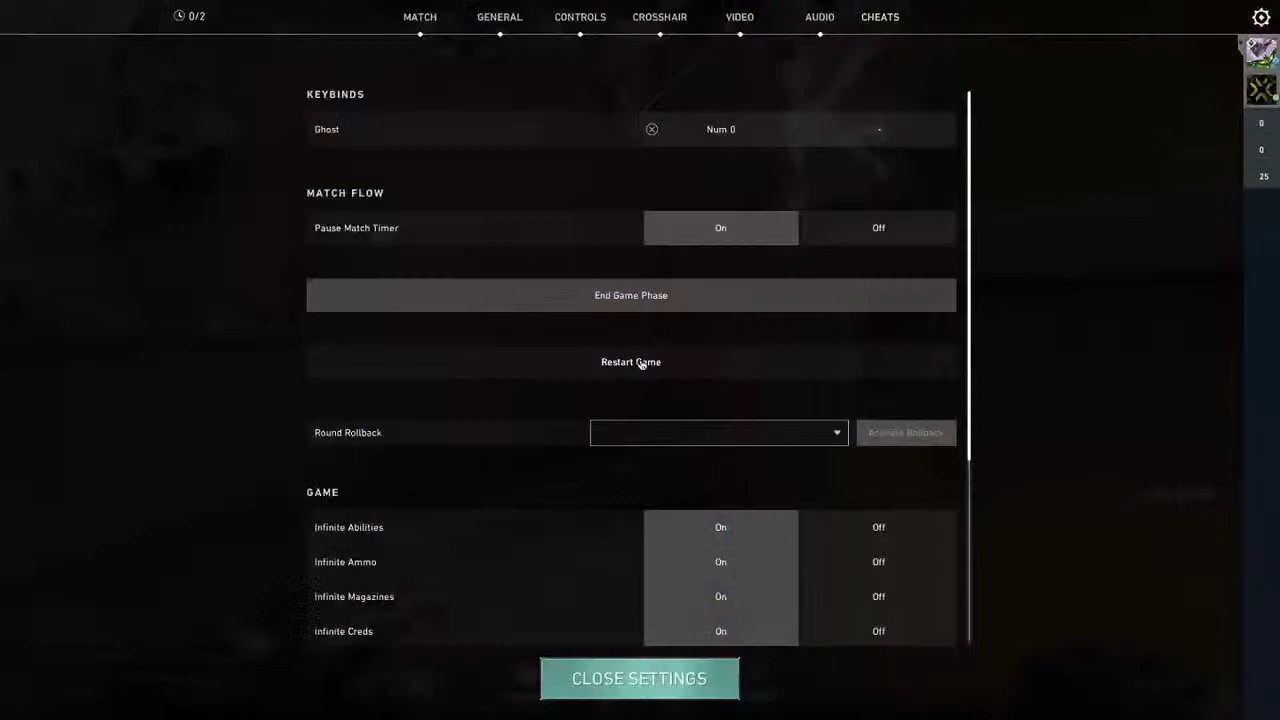 0/2
MATCH GENERAL CONTROLS CROSSHAIR VIDEO AUDIO CHEATS
KEYBINDS
Ghost Num 0 -
MATCH FLOW
Pause Match Timer On Off
End Game Phase
Restart Game
Round Rollback Activate Rollback
GAME
Infinite Abilities On Off
Infinite Ammo On Off
Infinite Magazines On Off
Infinite Creds On Off
CLOSE SETTINGS
0
0
25